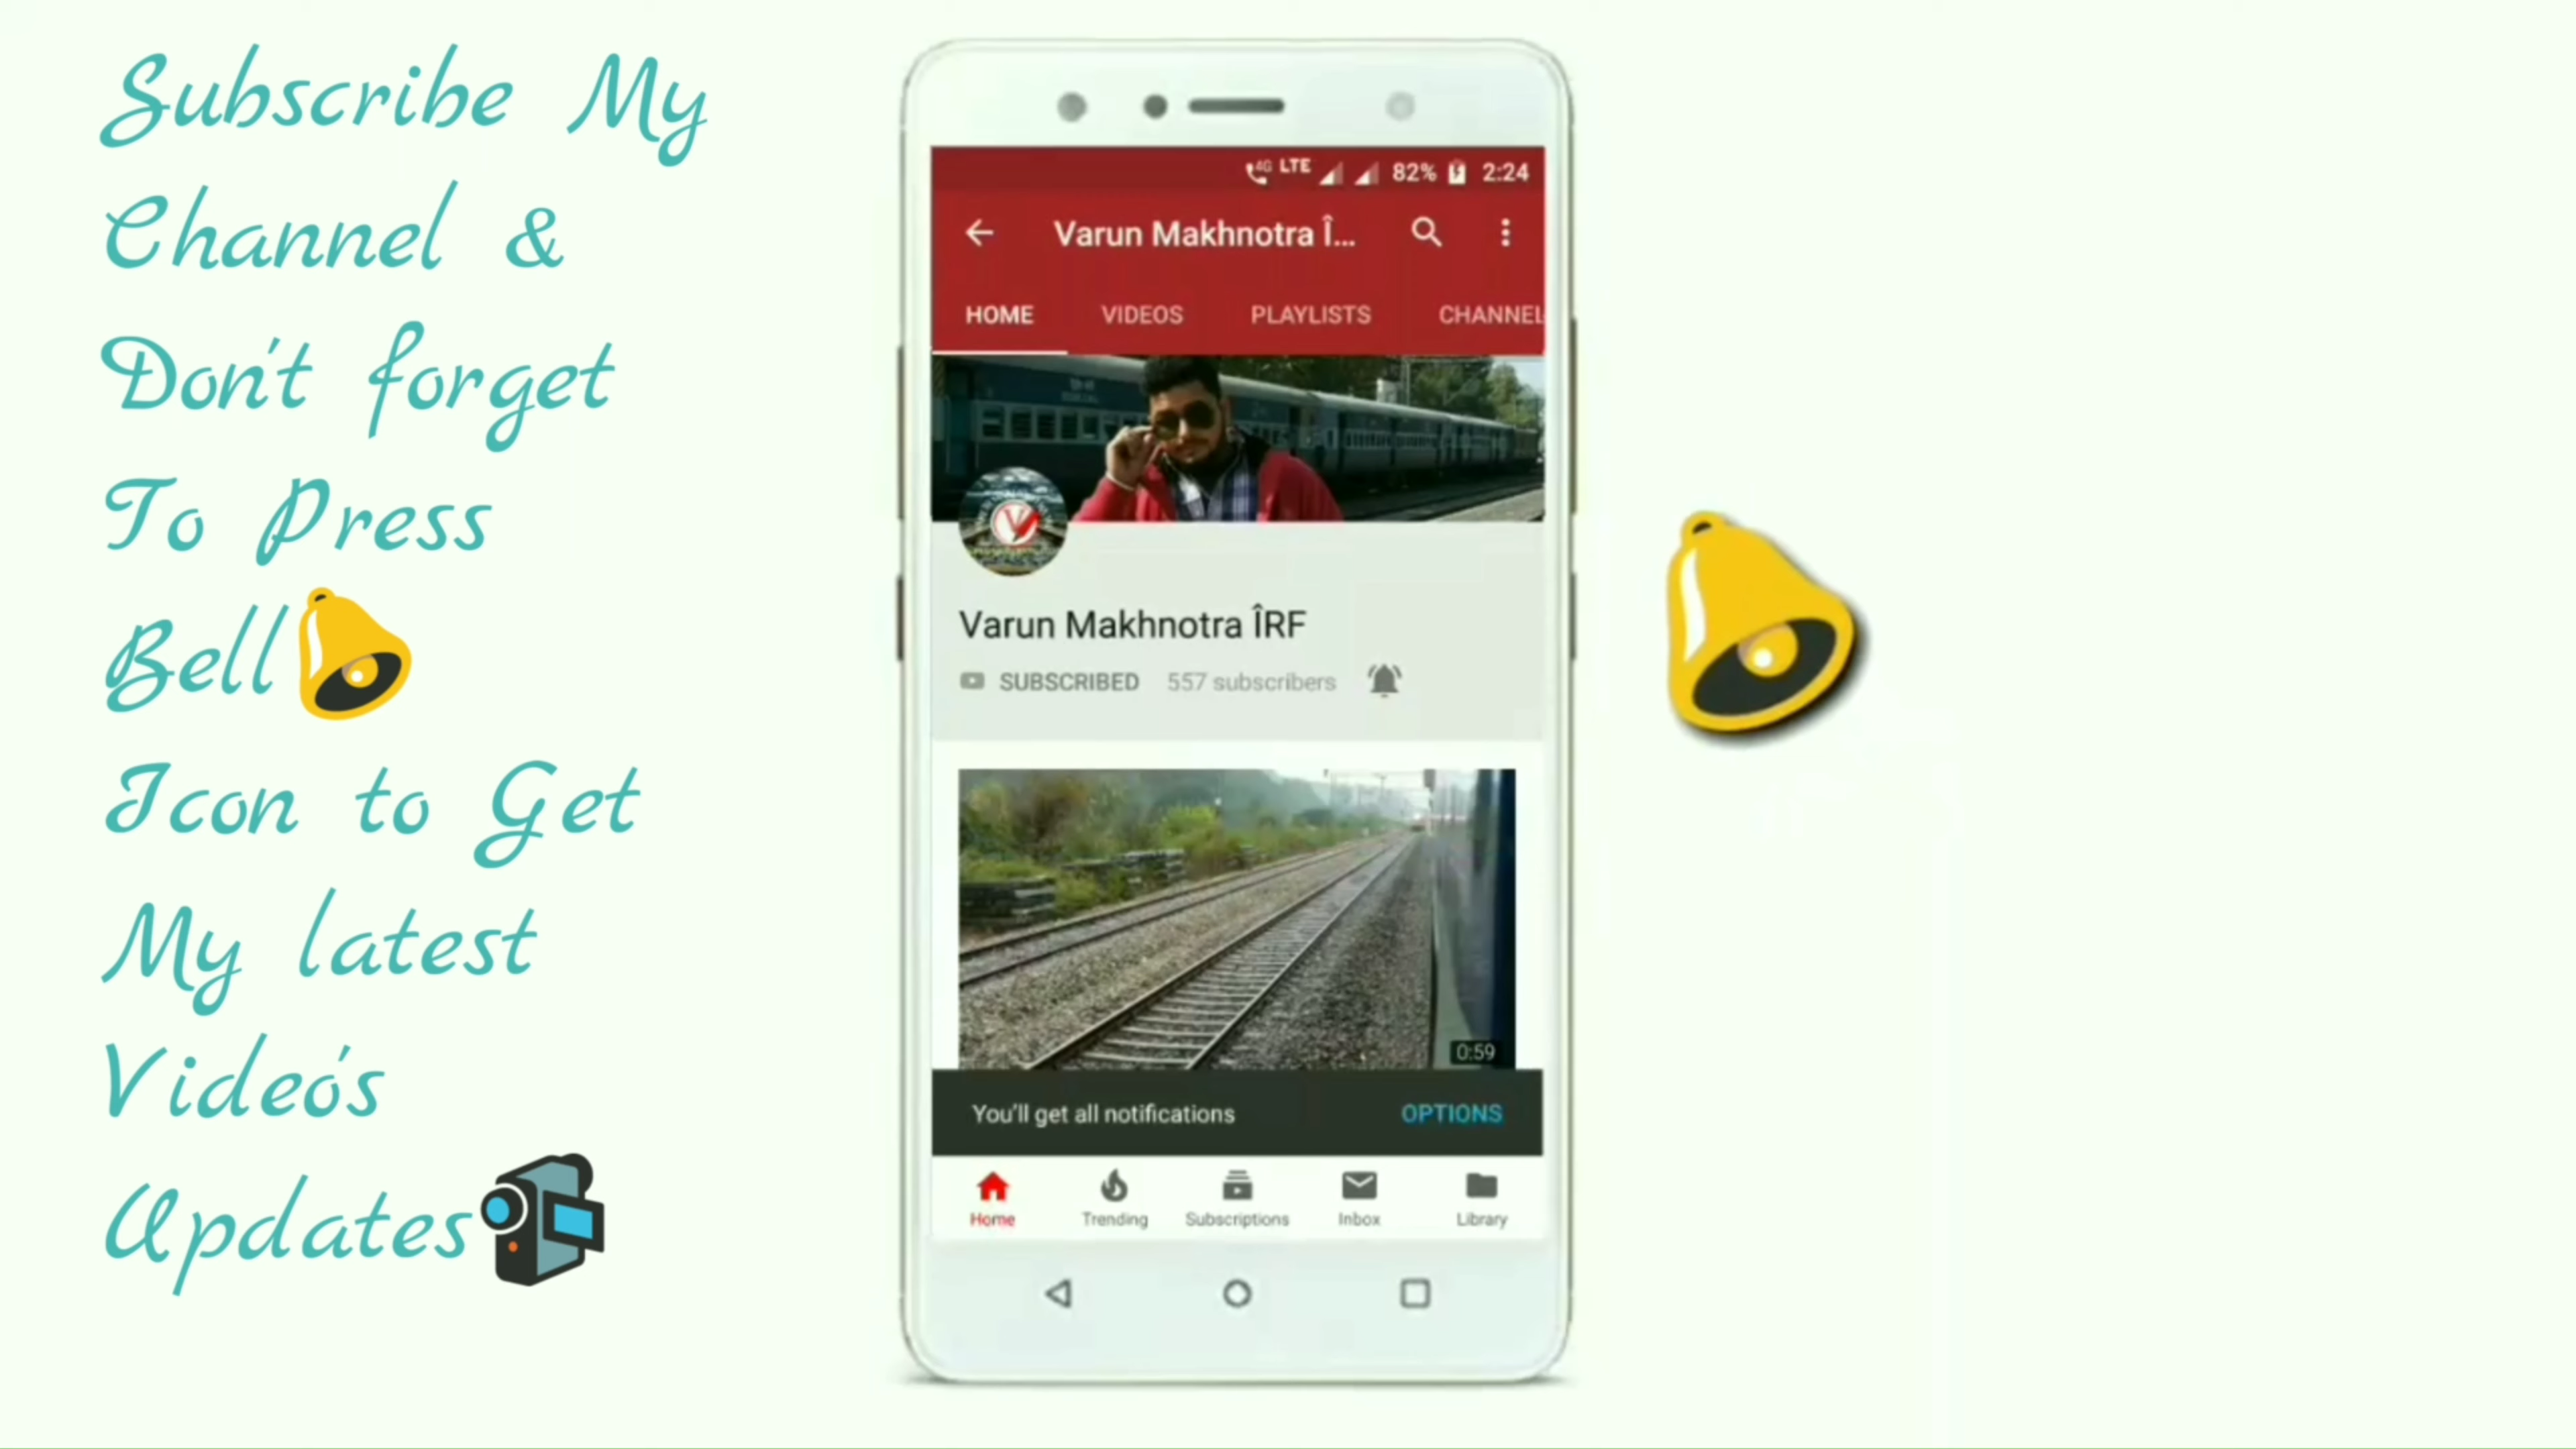 Subscribe My
Channel &
Don't forget
To Press
Bell
Icon to Get
My latest
Video's
Updates
4G LTE 82% 2:24
Varun Makhnotra Î...
HOME VIDEOS PLAYLISTS CHANNEL
Varun Makhnotra ÎRF
SUBSCRIBED 557 subscribers
0:59
You'll get all notifications OPTIONS
Home Trending Subscriptions Inbox Library